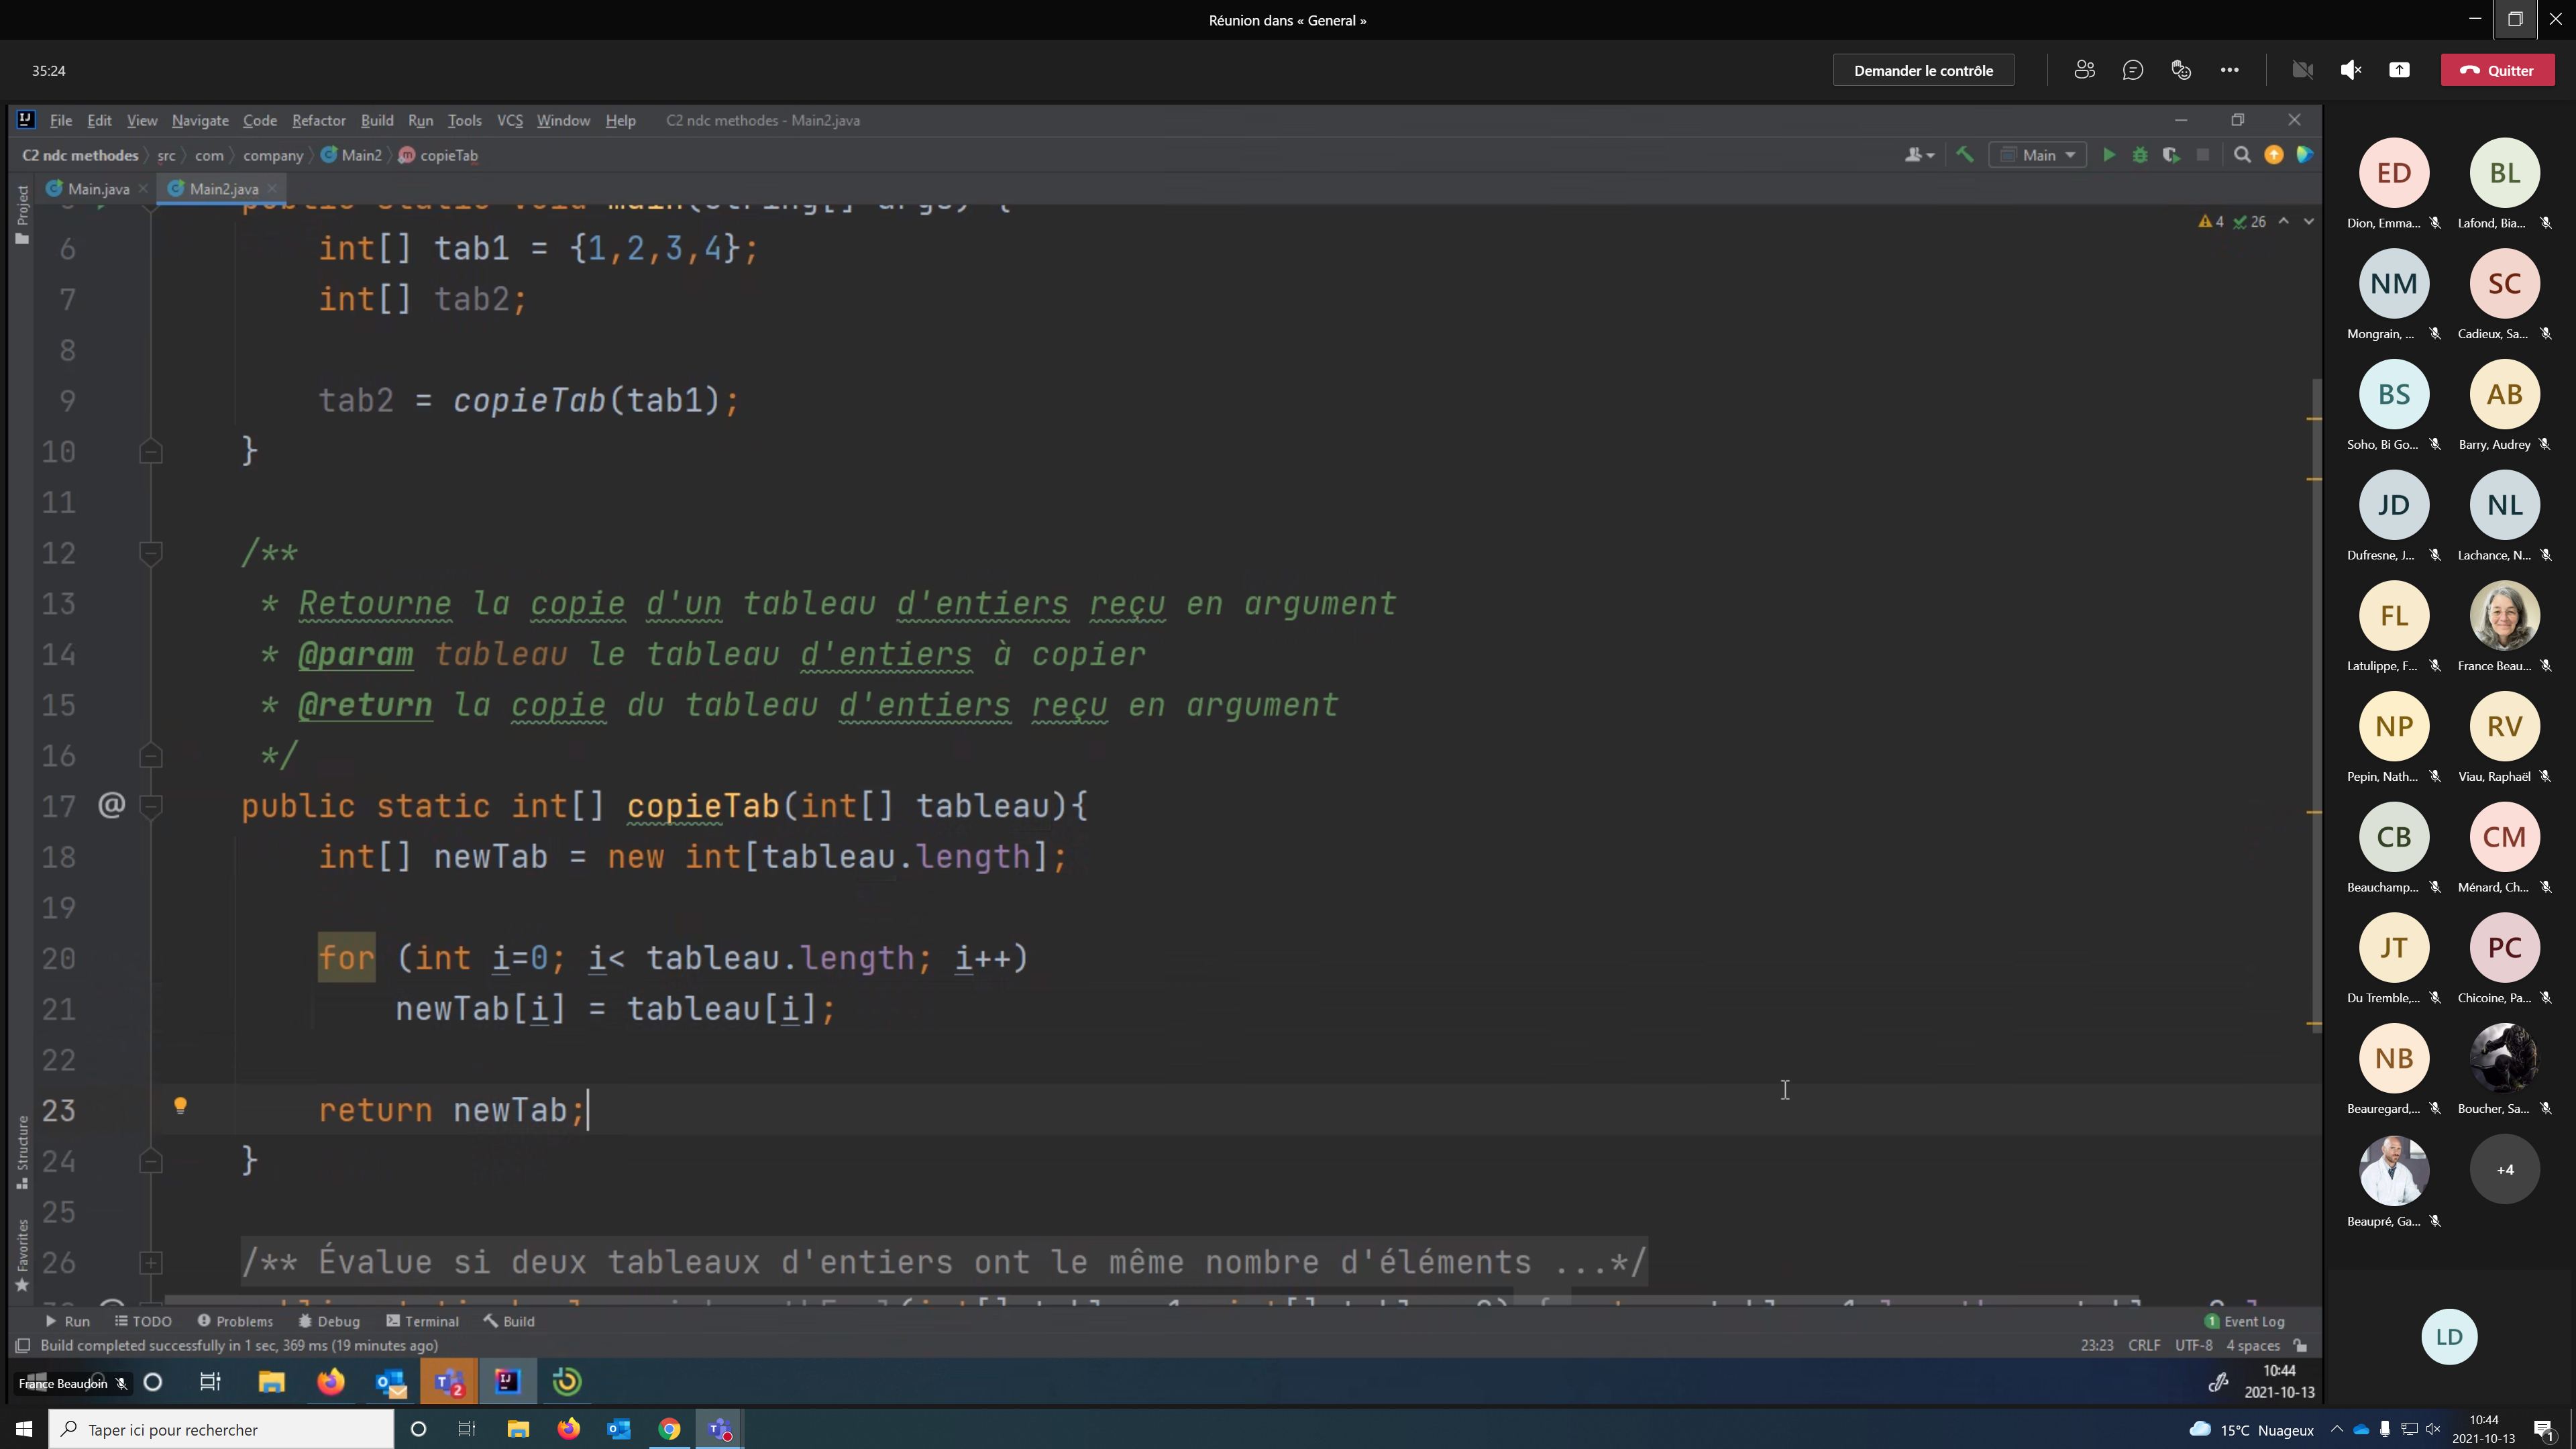 Réunion dans « General »
35:24
Demander le contrôle
Quitter
File Edit View Navigate Code Refactor Build Run Tools VCS Window Help C2 ndc methodes - Main2.java
C2 ndc methodes src com company Main2 copieTab
Main
Main.java Main2.java
4 26
Project
public static void main(String[] args) {
6 int[] tab1 = {1,2,3,4};
7 int[] tab2;
8
9 tab2 = copieTab(tab1);
10 }
11
12 /**
13 * Retourne la copie d'un tableau d'entiers reçu en argument
14 * @param tableau le tableau d'entiers à copier
15 * @return la copie du tableau d'entiers reçu en argument
16 */
17 @ public static int[] copieTab(int[] tableau){
18 int[] newTab = new int[tableau.length];
19
20 for (int i=0; i< tableau.length; i++)
21 newTab[i] = tableau[i];
22
23 return newTab;
24 }
25
26 /** Évalue si deux tableaux d'entiers ont le même nombre d'éléments ...*/
Structure
Favorites
Run TODO Problems Debug Terminal Build
1 Event Log
Build completed successfully in 1 sec, 369 ms (19 minutes ago)
23:23 CRLF UTF-8 4 spaces
France Beaudoin
2
10:44
2021-10-13
ED BL
Dion, Emma... Lafond, Bia...
NM SC
Mongrain, ... Cadieux, Sa...
BS AB
Soho, Bi Go... Barry, Audrey
JD NL
Dufresne, J... Lachance, N...
FL
Latulippe, F... France Beau...
NP RV
Pepin, Nath... Viau, Raphaël
CB CM
Beauchamp... Ménard, Ch...
JT PC
Du Tremble,... Chicoine, Pa...
NB
Beauregard,... Boucher, Sa...
+4
Beaupré, Ga...
LD
Taper ici pour rechercher
15°C Nuageux
10:44
2021-10-13
1